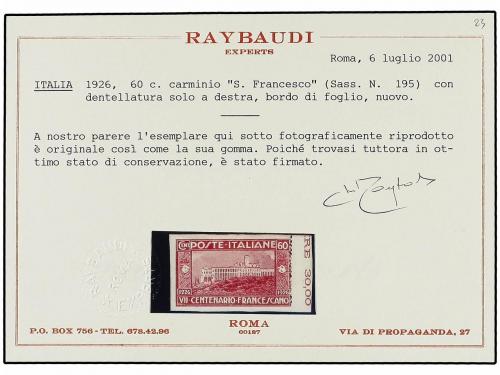 23
RAYBAUDI
EXPERTS
Roma, 6 luglio 2001
ITALIA 1926, 60 c. carminio "S. Francesco" (Sass. N. 195) con
dentellatura solo a destra, bordo di foglio, nuovo.
A nostro parere l'esemplare qui sotto fotograficamente riprodotto
è originale così come la sua gomma. Poiché trovasi tuttora in ot-
timo stato di conservazione, è stato firmato.
CENT POSTE·ITALIANE 60
1226 1926
VII·CENTENARIO·FRANCESCANO
RE 30,00
ROMA
00187
P.O. BOX 756 - TEL. 678.42.96
VIA DI PROPAGANDA, 27